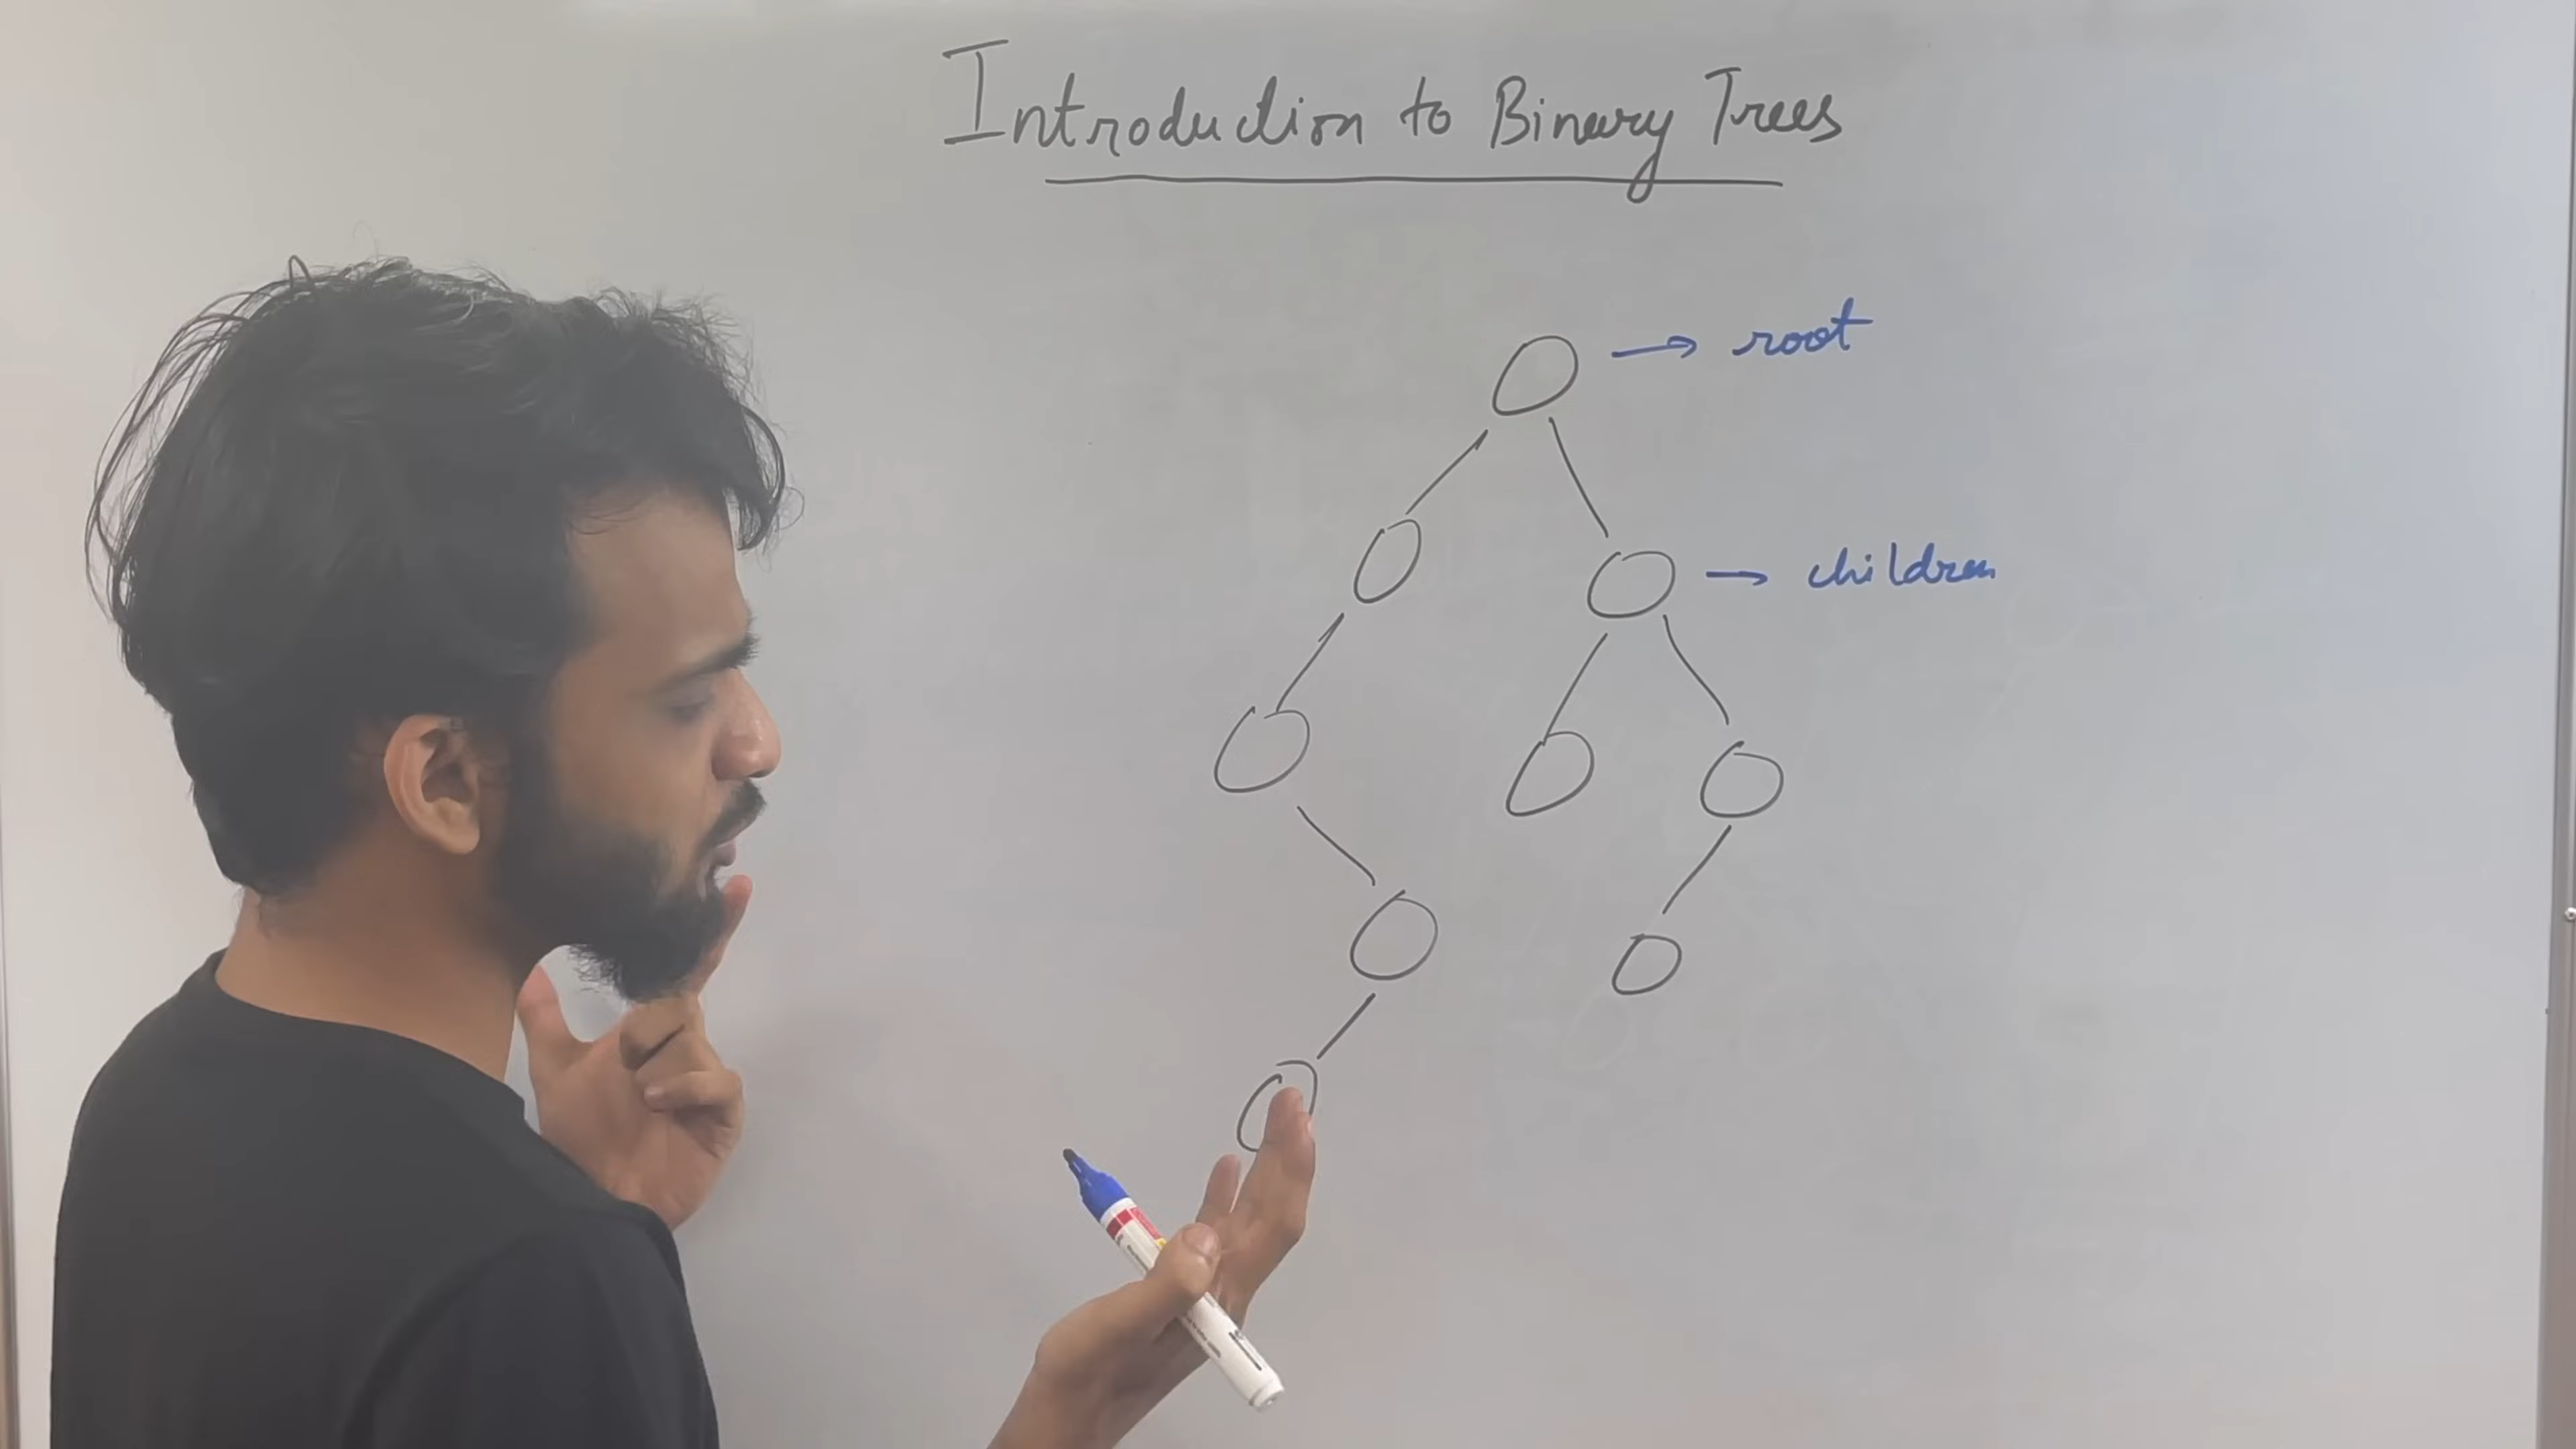 Introduction to Binary Trees
root
children